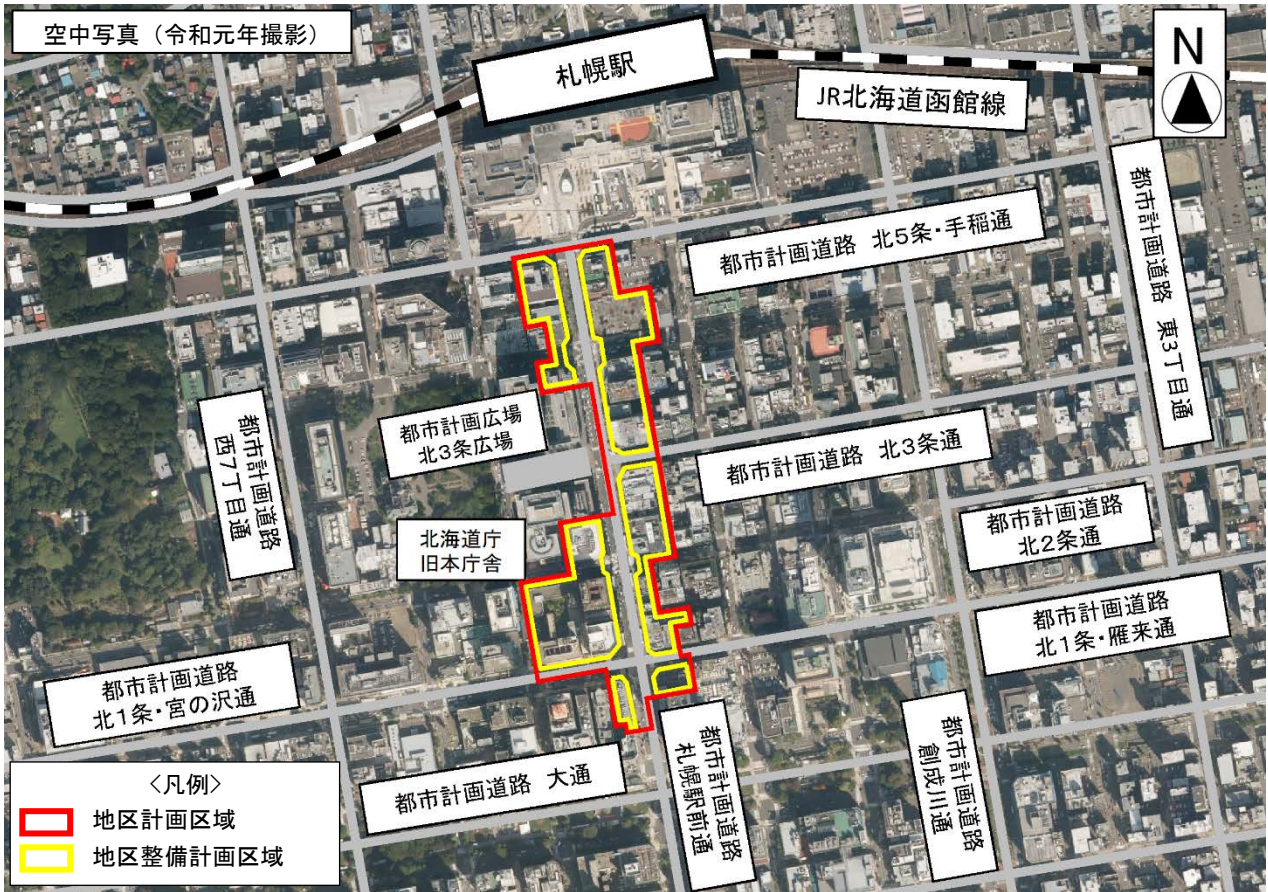 空中写真（令和元年撮影）
札幌駅
JR北海道函館線
N
都市計画道路 北5条・手稲通
都市計画道路 東3丁目通
都市計画広場
北3条広場
都市計画道路
西7丁目通
都市計画道路 北3条通
都市計画道路
北2条通
北海道庁
旧本庁舎
都市計画道路
北1条・雁来通
都市計画道路
北1条・宮の沢通
都市計画道路 大通
都市計画道路
札幌駅前通
都市計画道路
創成川通
＜凡例＞
地区計画区域
地区整備計画区域